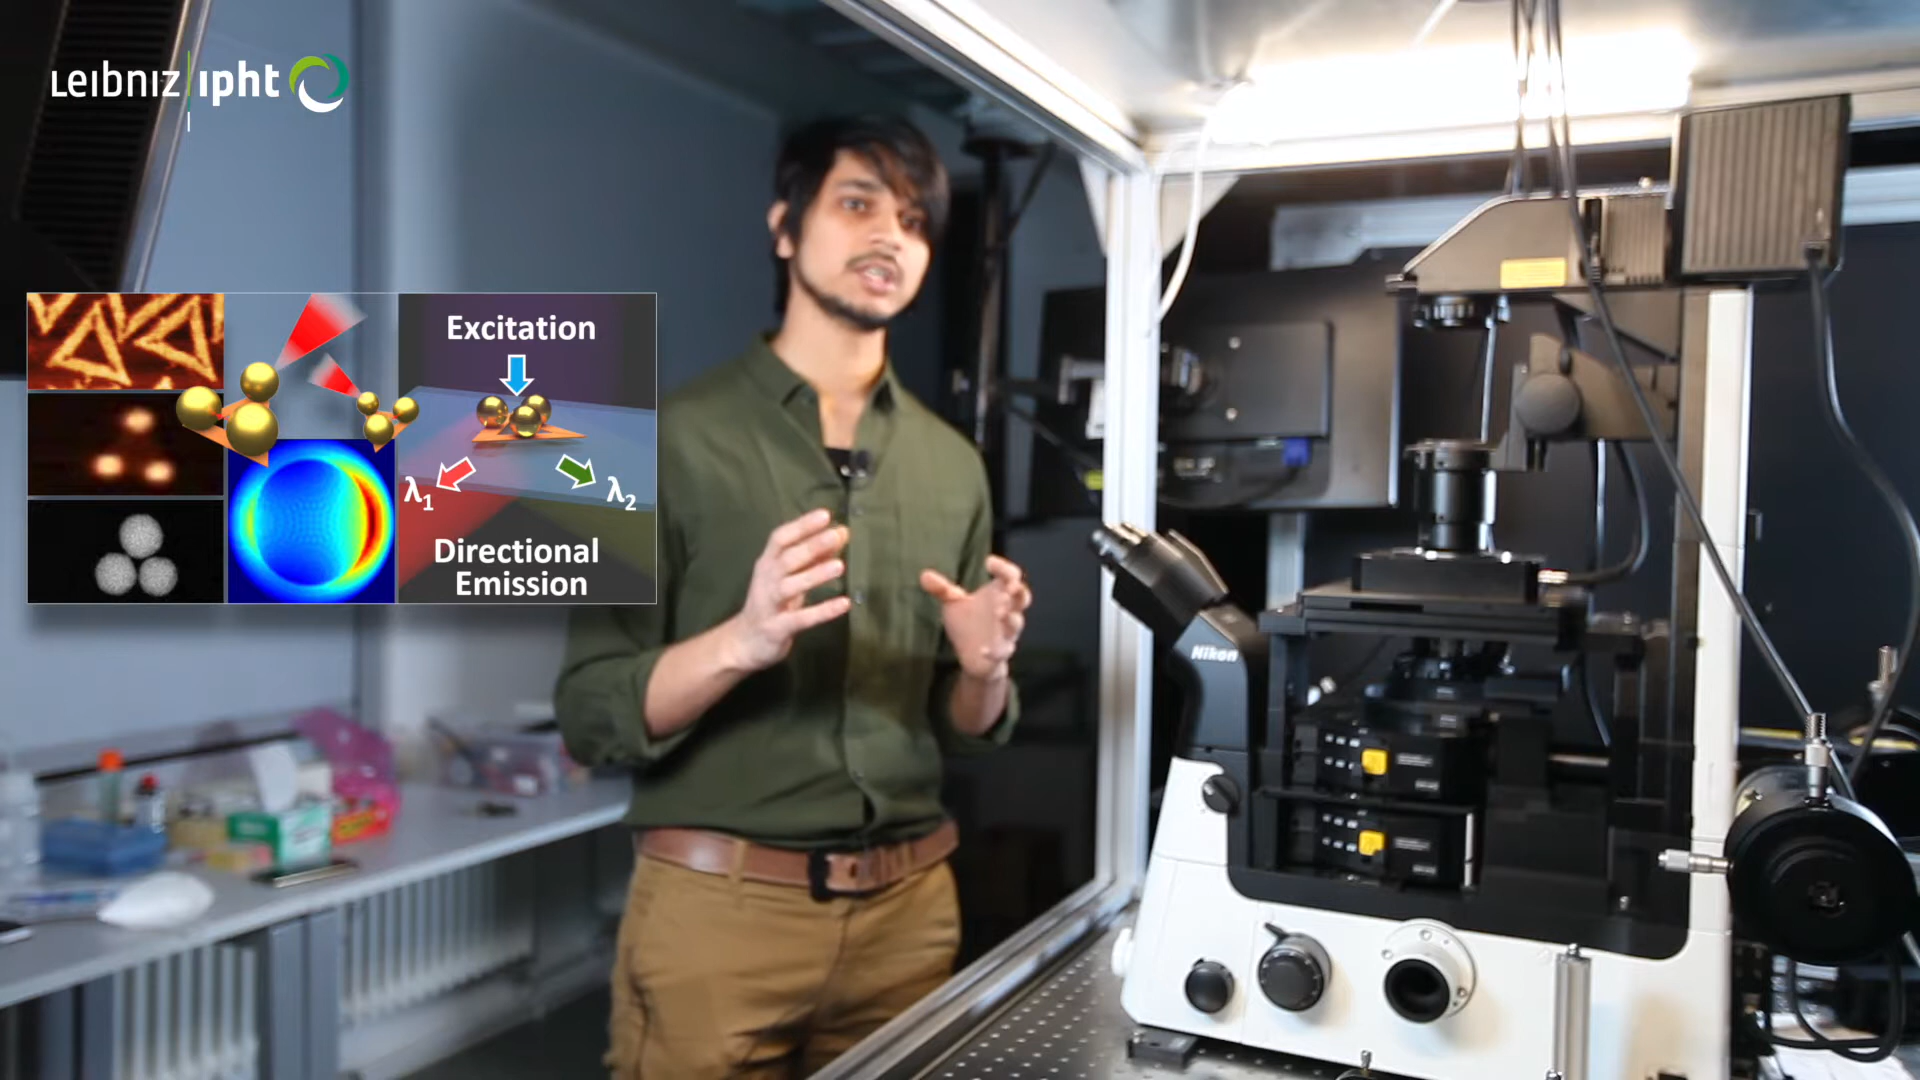 Leibniz ipht
Excitation
λ1
λ2
Directional
Emission
Nikon